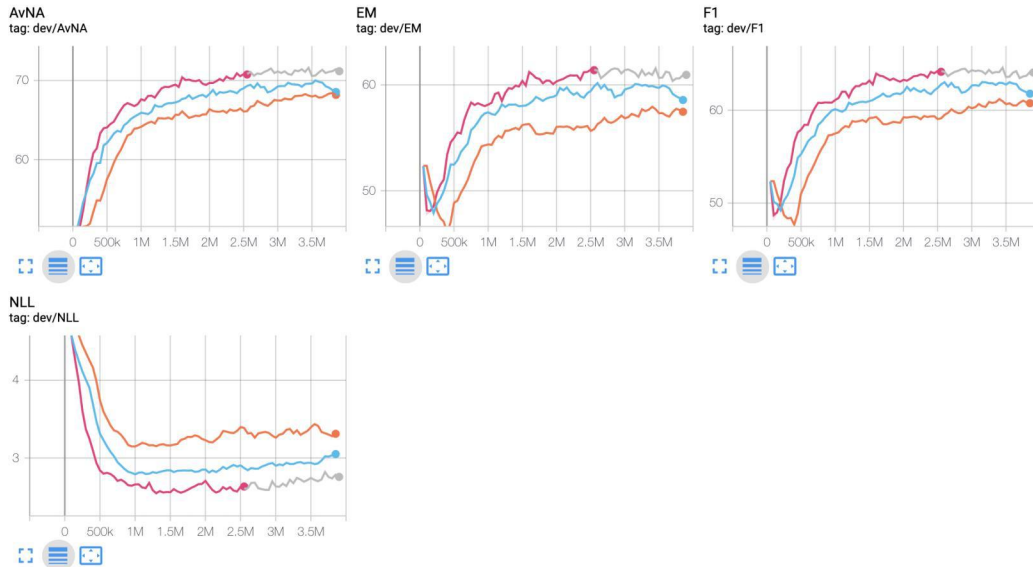 AvNA
tag: dev/AvNA
70
60
0 500k 1M 1.5M 2M 2.5M 3M 3.5M
EM
tag: dev/EM
60
50
0 500k 1M 1.5M 2M 2.5M 3M 3.5M
F1
tag: dev/F1
60
50
0 500k 1M 1.5M 2M 2.5M 3M 3.5M
NLL
tag: dev/NLL
4
3
0 500k 1M 1.5M 2M 2.5M 3M 3.5M